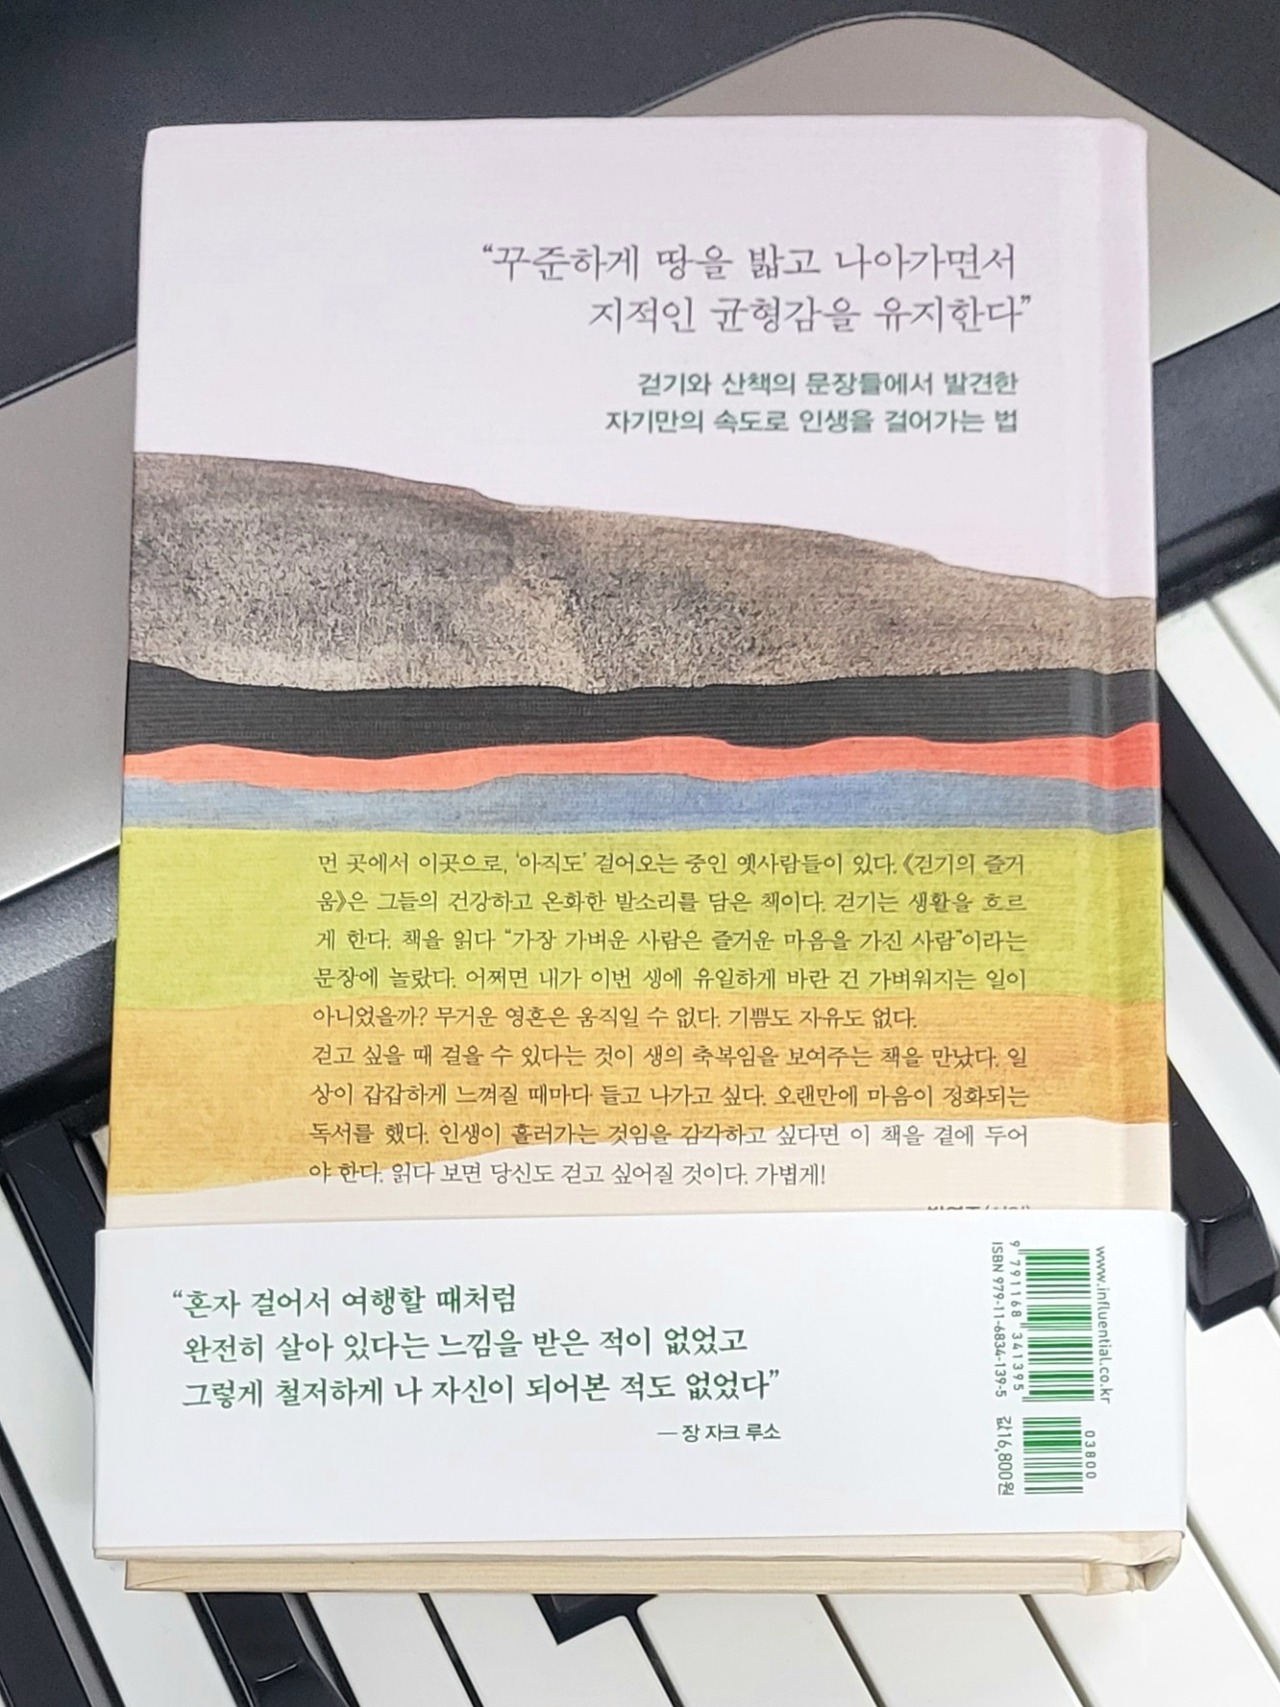 “꾸준하게 땅을 밟고 나아가면서
지적인 균형감을 유지한다”
걷기와 산책의 문장들에서 발견한
자기만의 속도로 인생을 걸어가는 법
먼 곳에서 이곳으로, ‘아직도’ 걸어오는 중인 옛사람들이 있다. 《걷기의 즐거
움》은 그들의 건강하고 온화한 발소리를 담은 책이다. 걷기는 생활을 흐르
게 한다. 책을 읽다 “가장 가벼운 사람은 즐거운 마음을 가진 사람”이라는
문장에 놀랐다. 어쩌면 내가 이번 생에 유일하게 바란 건 가벼워지는 일이
아니었을까? 무거운 영혼은 움직일 수 없다. 기쁨도 자유도 없다.
걷고 싶을 때 걸을 수 있다는 것이 생의 축복임을 보여주는 책을 만났다. 일
상이 갑갑하게 느껴질 때마다 들고 나가고 싶다. 오랜만에 마음이 정화되는
독서를 했다. 인생이 흘러가는 것임을 감각하고 싶다면 이 책을 곁에 두어
야 한다. 읽다 보면 당신도 걷고 싶어질 것이다. 가볍게!
“혼자 걸어서 여행할 때처럼
완전히 살아 있다는 느낌을 받은 적이 없었고
그렇게 철저하게 나 자신이 되어본 적도 없었다”
— 장 자크 루소
www.influential.co.kr
9 791168 341395
ISBN 979-11-6834-139-5
03800
값16,800원